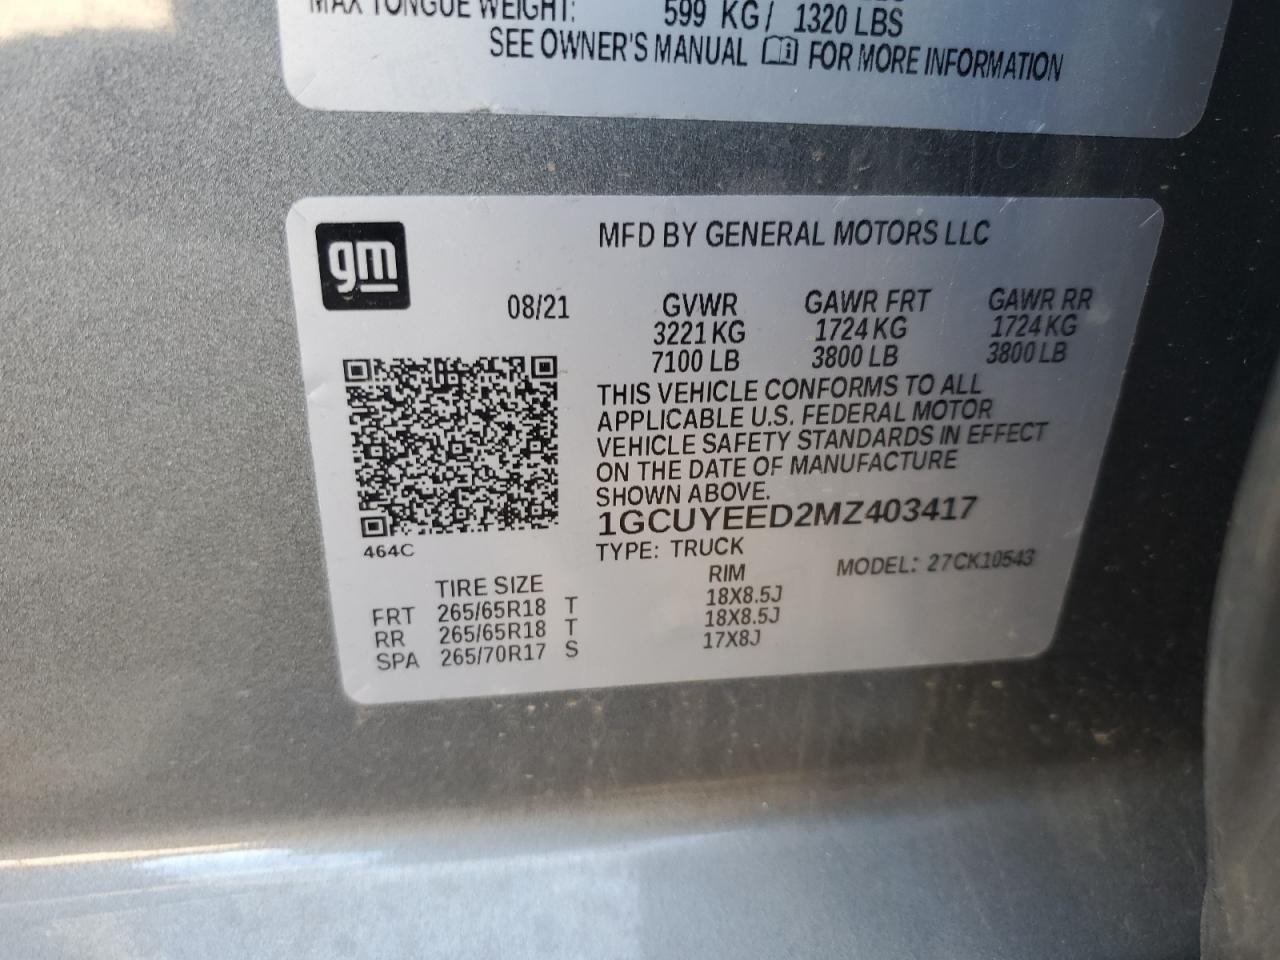 MAX TONGUE WEIGHT: 599 KG/ 1320 LBS
SEE OWNER'S MANUAL FOR MORE INFORMATION
gm
MFD BY GENERAL MOTORS LLC
08/21 GVWR GAWR FRT GAWR RR
3221 KG 1724 KG 1724 KG
7100 LB 3800 LB 3800 LB
THIS VEHICLE CONFORMS TO ALL
APPLICABLE U.S. FEDERAL MOTOR
VEHICLE SAFETY STANDARDS IN EFFECT
ON THE DATE OF MANUFACTURE
SHOWN ABOVE.
1GCUYEED2MZ403417
464C
TYPE: TRUCK MODEL: 27CK10543
TIRE SIZE RIM
FRT 265/65R18 T 18X8.5J
RR 265/65R18 T 18X8.5J
SPA 265/70R17 S 17X8J